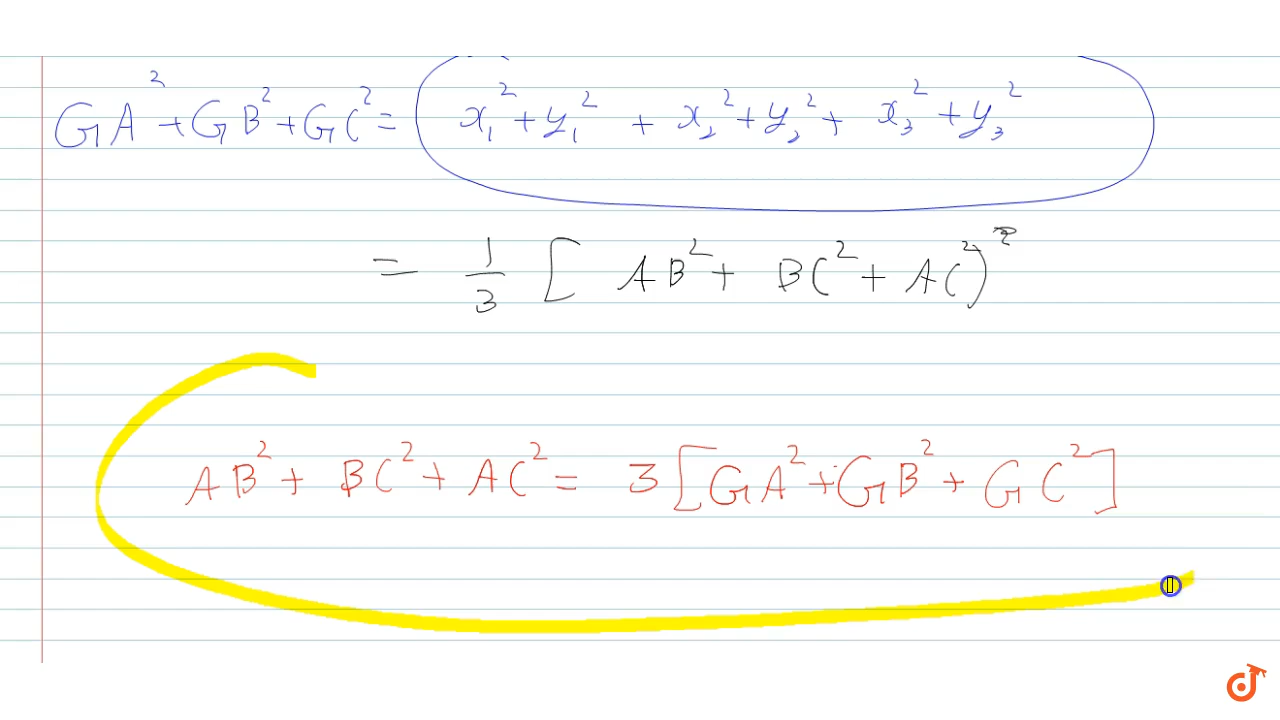 GA² + GB² + GC² = x₁² + y₁² + x₂² + y₂² + x₃² + y₃²
= 1/3 [ AB² + BC² + AC² )²
AB² + BC² + AC² = 3 [ GA² + GB² + GC² ]